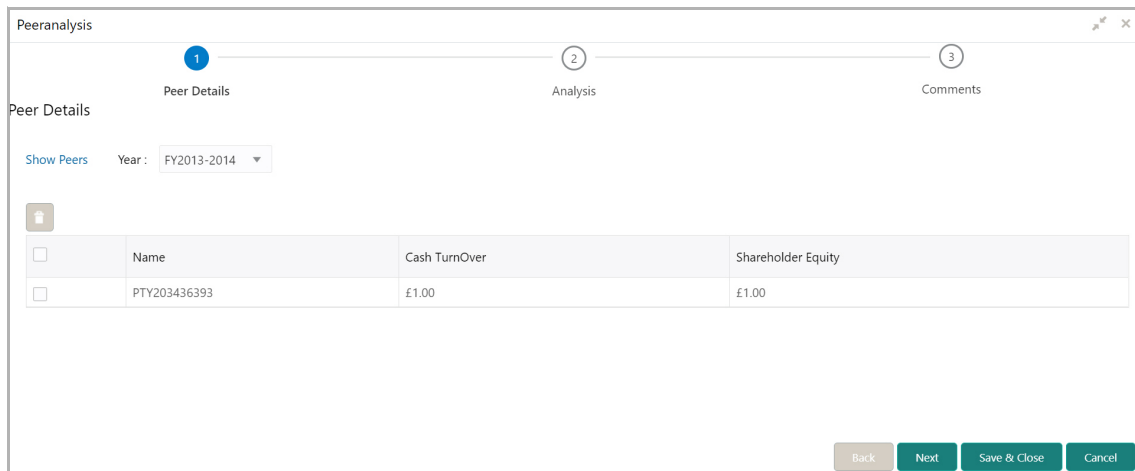 Peeranalysis
1 2 3
Peer Details Analysis Comments
Peer Details
Show Peers Year : FY2013-2014
Name Cash TurnOver Shareholder Equity
PTY203436393 £1.00 £1.00
Back Next Save & Close Cancel